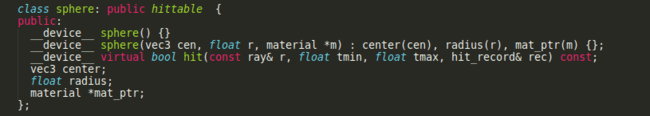 class sphere: public hittable  {
public:
  __device__ sphere() {}
  __device__ sphere(vec3 cen, float r, material *m) : center(cen), radius(r), mat_ptr(m) {};
  __device__ virtual bool hit(const ray& r, float tmin, float tmax, hit_record& rec) const;
  vec3 center;
  float radius;
  material *mat_ptr;
};